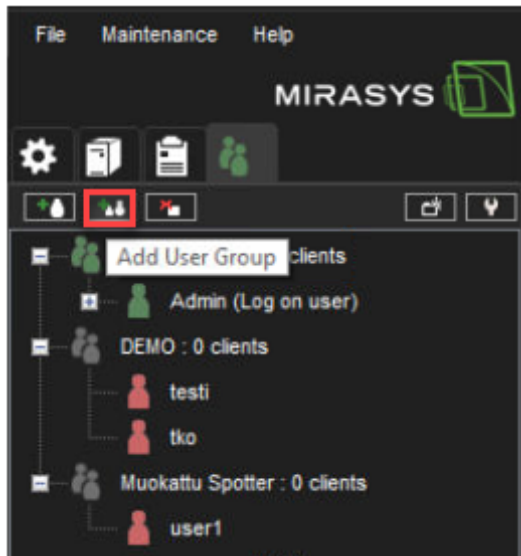 File Maintenance Help
MIRASYS
Add User Group clients
Admin (Log on user)
DEMO : 0 clients
testi
tko
Muokattu Spotter : 0 clients
user1